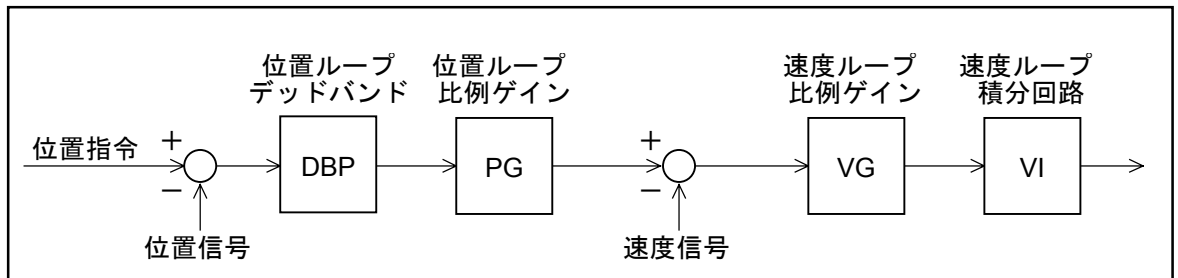 位置ループ
デッドバンド
位置ループ
比例ゲイン
速度ループ
比例ゲイン
速度ループ
積分回路
位置指令
+
−
DBP
PG
+
−
VG
VI
位置信号
速度信号